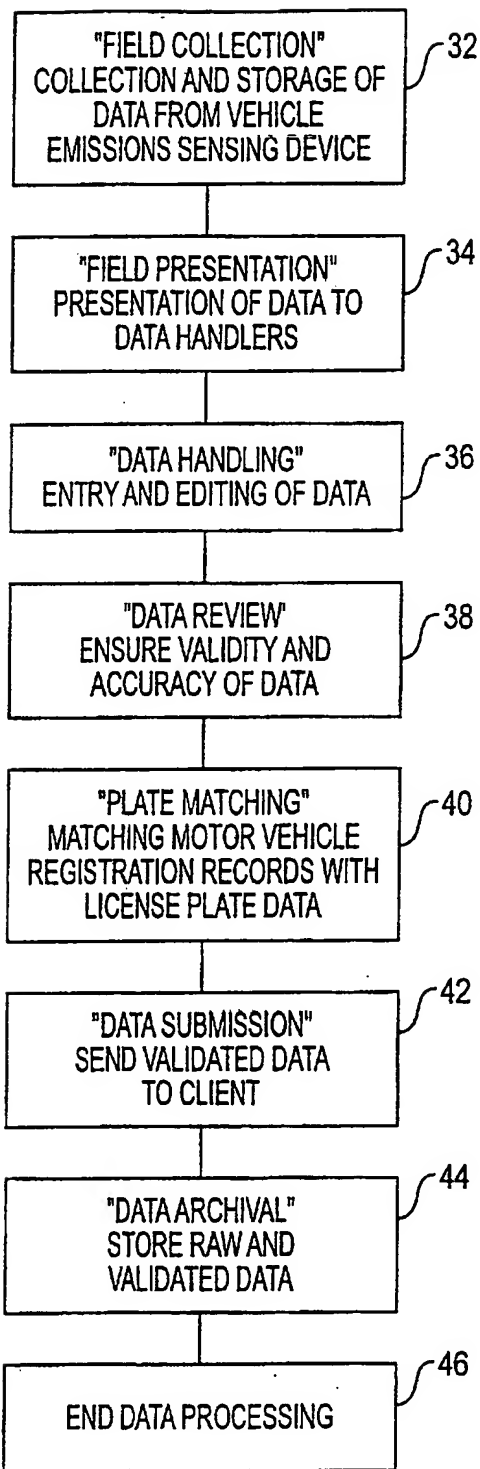 "FIELD COLLECTION"
COLLECTION AND STORAGE OF
DATA FROM VEHICLE
EMISSIONS SENSING DEVICE
32
"FIELD PRESENTATION"
PRESENTATION OF DATA TO
DATA HANDLERS
34
"DATA HANDLING"
ENTRY AND EDITING OF DATA
36
"DATA REVIEW'
ENSURE VALIDITY AND
ACCURACY OF DATA
38
"PLATE MATCHING"
MATCHING MOTOR VEHICLE
REGISTRATION RECORDS WITH
LICENSE PLATE DATA
40
"DATA SUBMISSION"
SEND VALIDATED DATA
TO CLIENT
42
"DATA ARCHIVAL"
STORE RAW AND
VALIDATED DATA
44
END DATA PROCESSING
46